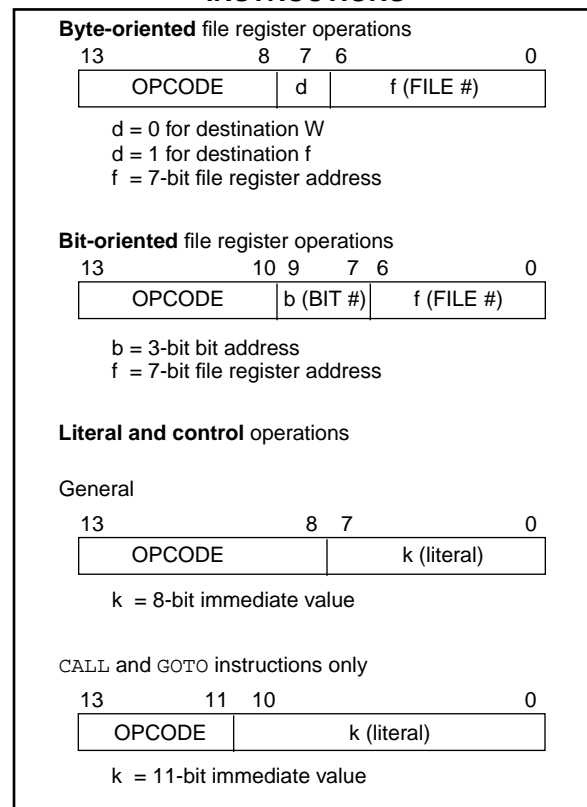 INSTRUCTIONS
Byte-oriented file register operations
13 8 7 6 0
OPCODE d f (FILE #)
d = 0 for destination W
d = 1 for destination f
f = 7-bit file register address
Bit-oriented file register operations
13 10 9 7 6 0
OPCODE b (BIT #) f (FILE #)
b = 3-bit bit address
f = 7-bit file register address
Literal and control operations
General
13 8 7 0
OPCODE k (literal)
k = 8-bit immediate value
CALL and GOTO instructions only
13 11 10 0
OPCODE k (literal)
k = 11-bit immediate value